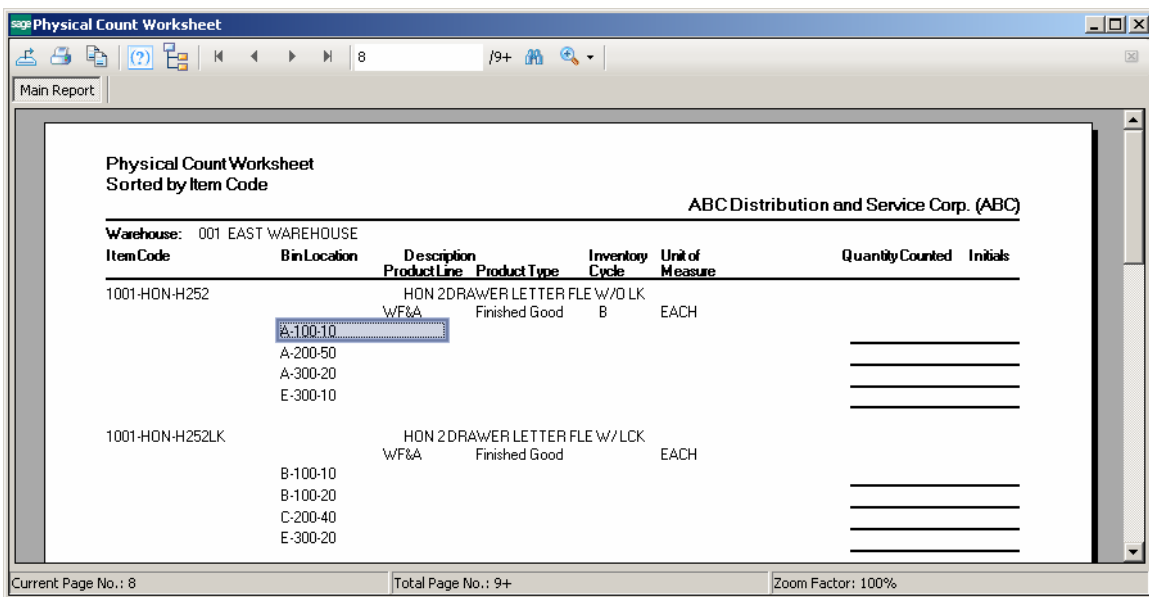 sage Physical Count Worksheet
(?) 8 /9+
Main Report
Physical Count Worksheet
Sorted by Item Code
ABC Distribution and Service Corp. (ABC)
Warehouse: 001 EAST WAREHOUSE
Item Code Bin Location Description Inventory Unit of Quantity Counted Initials
Product Line Product Type Cycle Measure
1001-HON-H252 HON 2 DRAWER LETTER FLE W/O LK
WF&A Finished Good B EACH
A-100-10
A-200-50
A-300-20
E-300-10
1001-HON-H252LK HON 2 DRAWER LETTER FLE W/ LCK
WF&A Finished Good EACH
B-100-10
B-100-20
C-200-40
E-300-20
Current Page No.: 8 Total Page No.: 9+ Zoom Factor: 100%